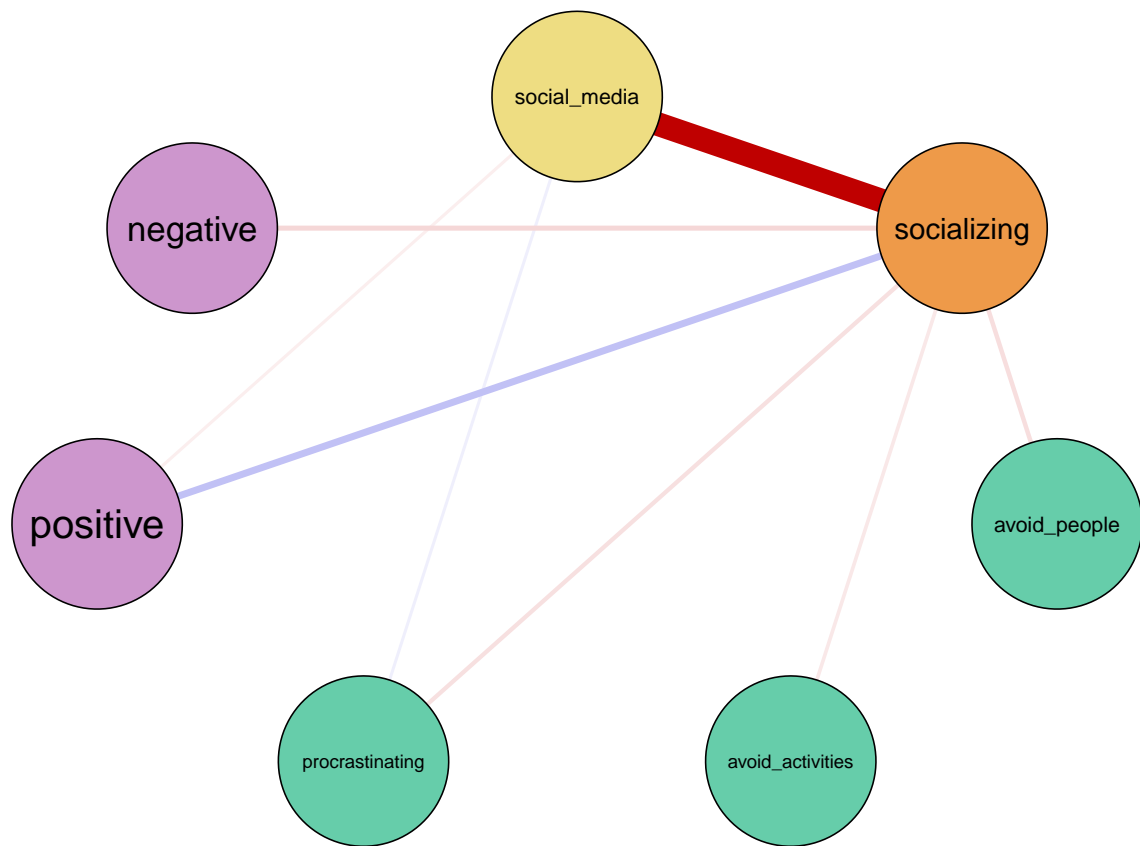 social_media
negative
socializing
positive
avoid_people
procrastinating
avoid_activities